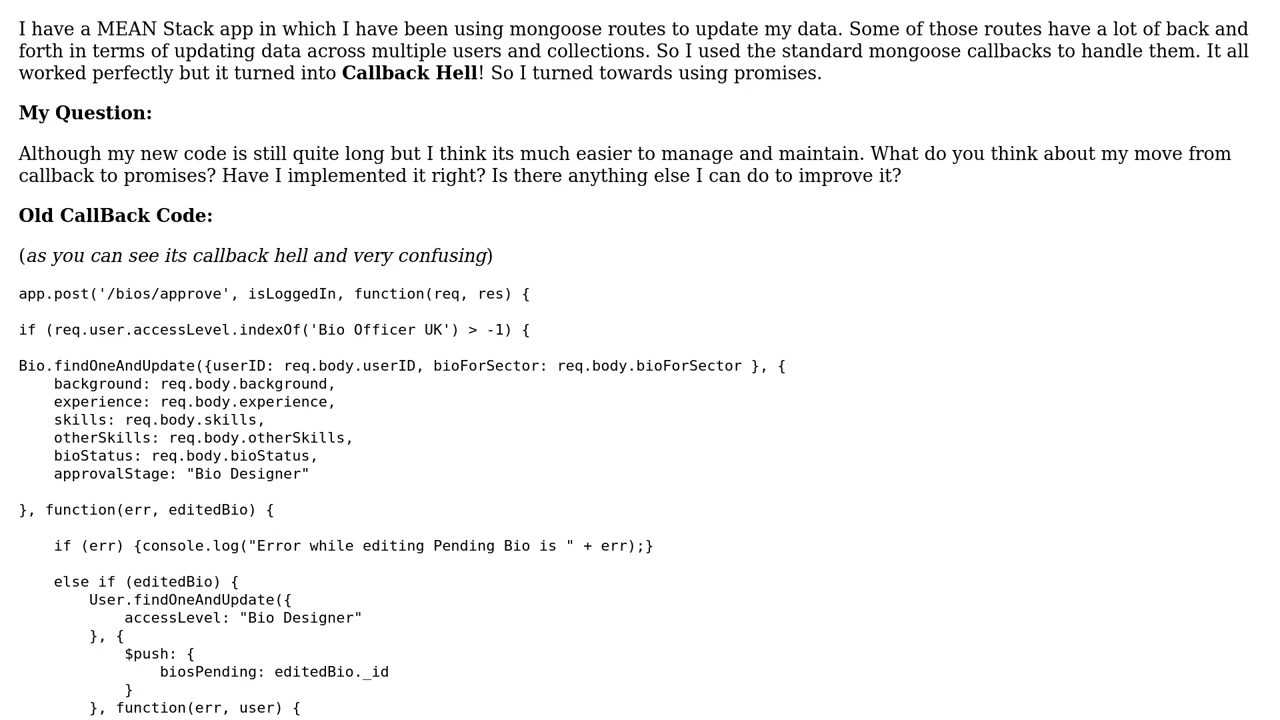 I have a MEAN Stack app in which I have been using mongoose routes to update my data. Some of those routes have a lot of back and
forth in terms of updating data across multiple users and collections. So I used the standard mongoose callbacks to handle them. It all
worked perfectly but it turned into Callback Hell! So I turned towards using promises.
My Question:
Although my new code is still quite long but I think its much easier to manage and maintain. What do you think about my move from
callback to promises? Have I implemented it right? Is there anything else I can do to improve it?
Old CallBack Code:
(as you can see its callback hell and very confusing)
app.post('/bios/approve', isLoggedIn, function(req, res) {
if (req.user.accessLevel.indexOf('Bio Officer UK') > -1) {
Bio.findOneAndUpdate({userID: req.body.userID, bioForSector: req.body.bioForSector }, {
    background: req.body.background,
    experience: req.body.experience,
    skills: req.body.skills,
    otherSkills: req.body.otherSkills,
    bioStatus: req.body.bioStatus,
    approvalStage: "Bio Designer"
}, function(err, editedBio) {
    if (err) {console.log("Error while editing Pending Bio is " + err);}
    else if (editedBio) {
        User.findOneAndUpdate({
            accessLevel: "Bio Designer"
        }, {
            $push: {
                biosPending: editedBio._id
            }
        }, function(err, user) {